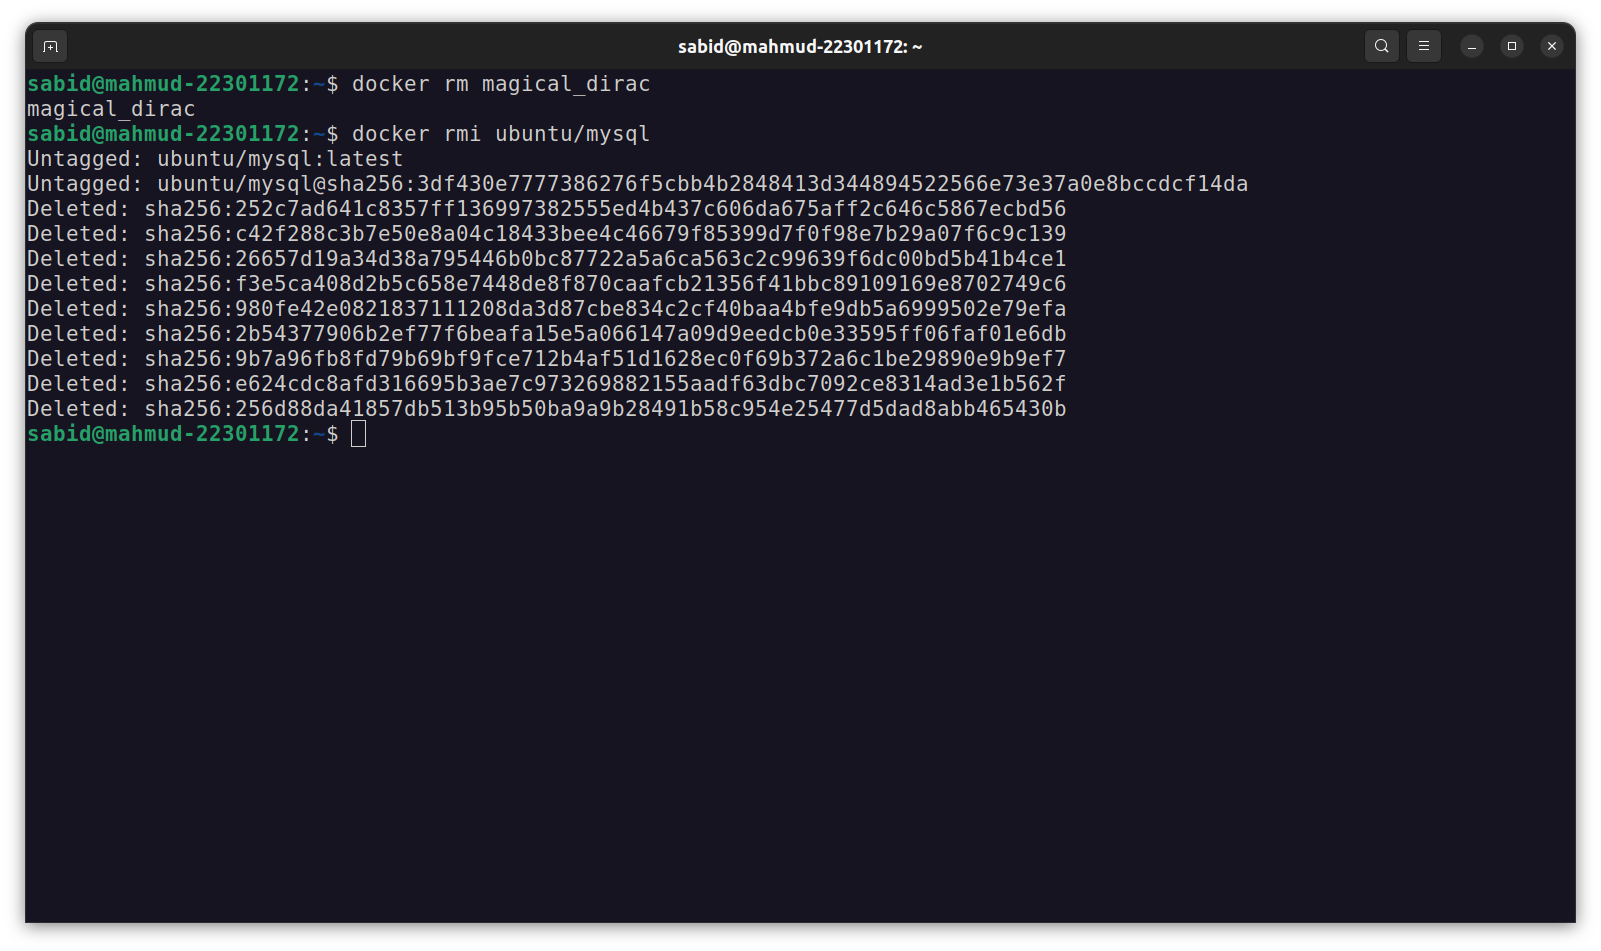 sabid@mahmud-22301172: ~
sabid@mahmud-22301172:~$ docker rm magical_dirac
magical_dirac
sabid@mahmud-22301172:~$ docker rmi ubuntu/mysql
Untagged: ubuntu/mysql:latest
Untagged: ubuntu/mysql@sha256:3df430e7777386276f5cbb4b2848413d344894522566e73e37a0e8bccdcf14da
Deleted: sha256:252c7ad641c8357ff136997382555ed4b437c606da675aff2c646c5867ecbd56
Deleted: sha256:c42f288c3b7e50e8a04c18433bee4c46679f85399d7f0f98e7b29a07f6c9c139
Deleted: sha256:26657d19a34d38a795446b0bc87722a5a6ca563c2c99639f6dc00bd5b41b4ce1
Deleted: sha256:f3e5ca408d2b5c658e7448de8f870caafcb21356f41bbc89109169e8702749c6
Deleted: sha256:980fe42e0821837111208da3d87cbe834c2cf40baa4bfe9db5a6999502e79efa
Deleted: sha256:2b54377906b2ef77f6beafa15e5a066147a09d9eedcb0e33595ff06faf01e6db
Deleted: sha256:9b7a96fb8fd79b69bf9fce712b4af51d1628ec0f69b372a6c1be29890e9b9ef7
Deleted: sha256:e624cdc8afd316695b3ae7c973269882155aadf63dbc7092ce8314ad3e1b562f
Deleted: sha256:256d88da41857db513b95b50ba9a9b28491b58c954e25477d5dad8abb465430b
sabid@mahmud-22301172:~$